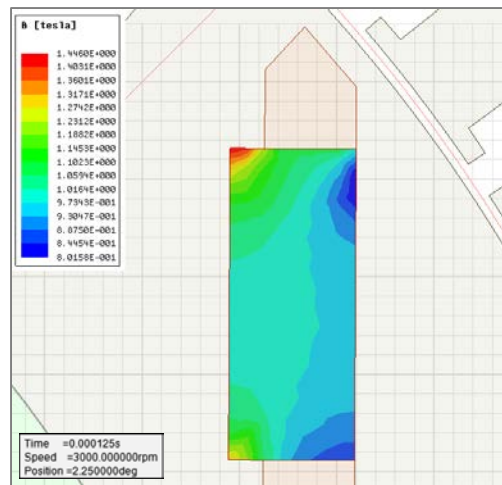 B [tesla]
1.4460E+000
1.4031E+000
1.3601E+000
1.3171E+000
1.2742E+000
1.2312E+000
1.1882E+000
1.1453E+000
1.1023E+000
1.0594E+000
1.0164E+000
9.7343E-001
9.3047E-001
8.8750E-001
8.4454E-001
8.0158E-001
Time =0.000125s
Speed =3000.000000rpm
Position =2.250000deg